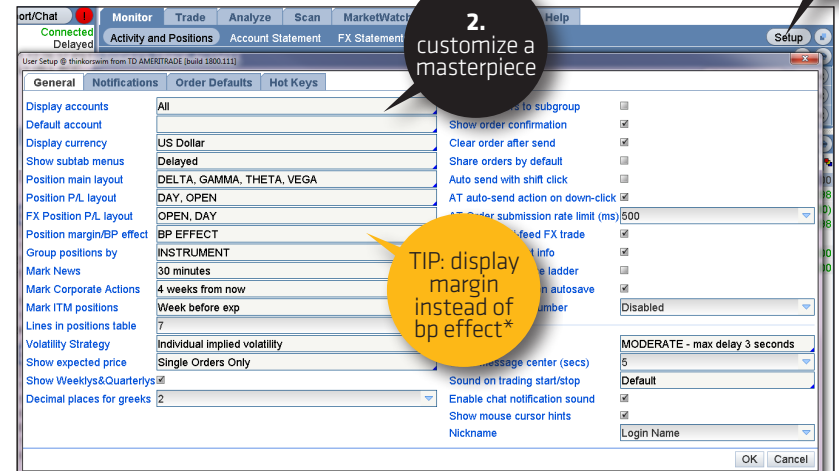 ort/Chat ! Monitor Trade Analyze Scan MarketWatch Help
Connected
Delayed
Activity and Positions Account Statement FX Statement Setup
2.
customize a
masterpiece
User Setup @ thinkorswim from TD AMERITRADE [build 1800.111]
General Notifications Order Defaults Hot Keys
Display accounts All to subgroup
Default account Show order confirmation
Display currency US Dollar Clear order after send
Show subtab menus Delayed Share orders by default
Position main layout DELTA, GAMMA, THETA, VEGA Auto send with shift click
Position P/L layout DAY, OPEN AT auto-send action on down-click
FX Position P/L layout OPEN, DAY AT Order submission rate limit (ms) 500
Position margin/BP effect BP EFFECT -feed FX trade
Group positions by INSTRUMENT info
Mark News 30 minutes ladder
Mark Corporate Actions 4 weeks from now autosave
Mark ITM positions Week before exp Disabled
Lines in positions table 7
Volatility Strategy Individual implied volatility MODERATE - max delay 3 seconds
Show expected price Single Orders Only message center (secs) 5
Show Weeklys&Quarterlys Sound on trading start/stop Default
Decimal places for greeks 2 Enable chat notification sound
Show mouse cursor hints
Nickname Login Name
TIP: display
margin
instead of
bp effect*
OK Cancel